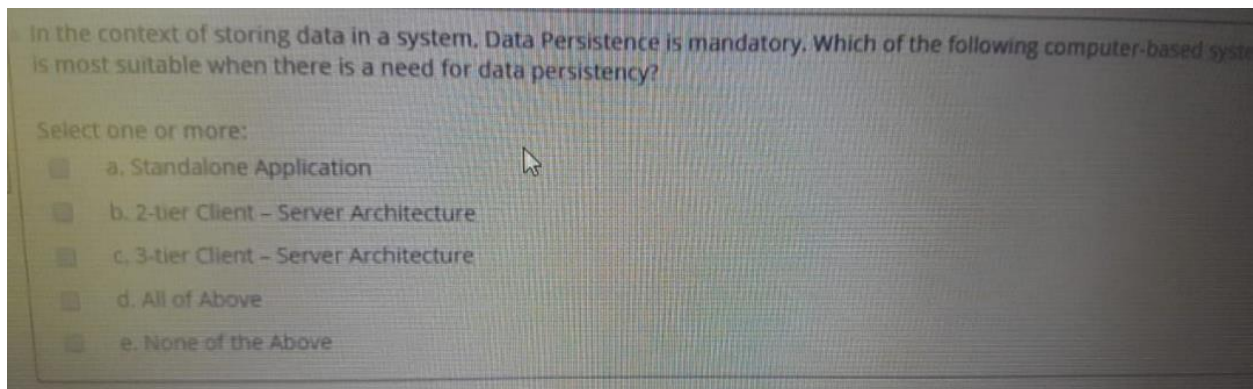 In the context of storing data in a system, Data Persistence is mandatory. Which of the following computer-based
is most suitable when there is a need for data persistency?
Select one or more:
a. Standalone Application
b. 2-tier Client – Server Architecture
c. 3-tier Client – Server Architecture
d. All of Above
e. None of the Above